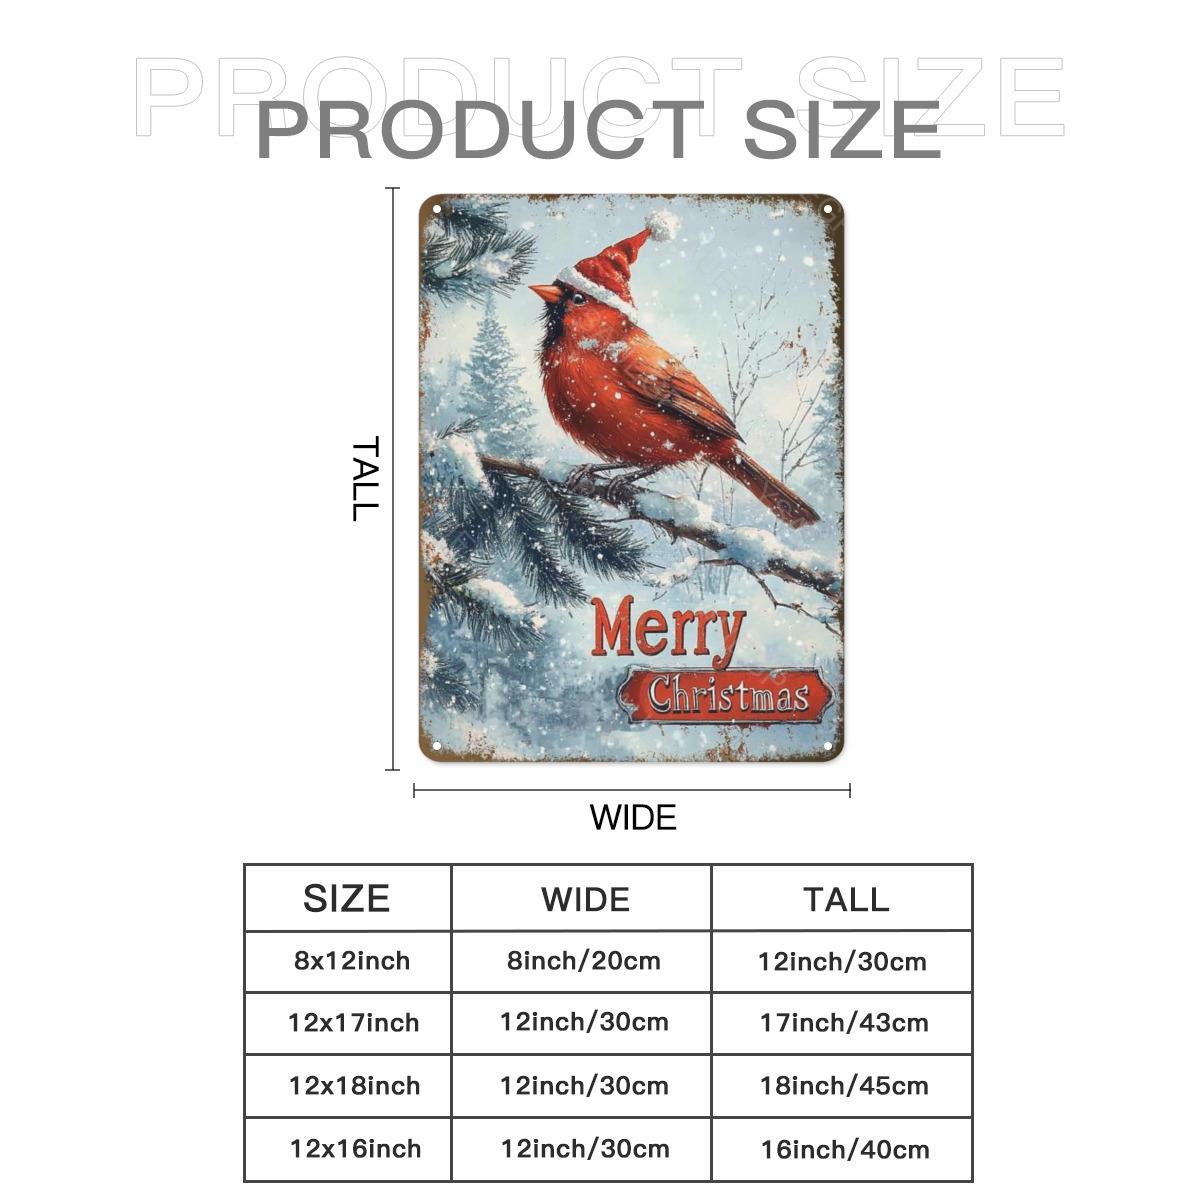 PRODUCT SIZE
PRODUCT SIZE
TALL
Merry
Christmas
WIDE
SIZE WIDE TALL
8x12inch 8inch/20cm 12inch/30cm
12x17inch 12inch/30cm 17inch/43cm
12x18inch 12inch/30cm 18inch/45cm
12x16inch 12inch/30cm 16inch/40cm